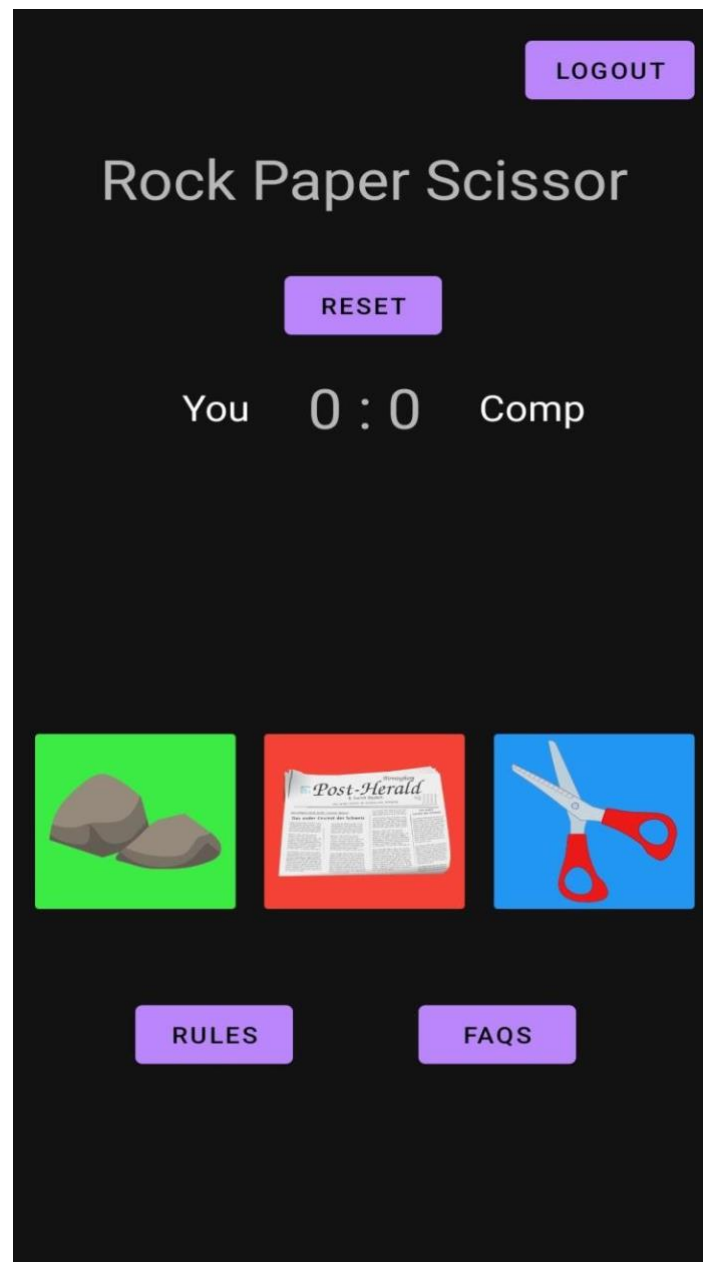 LOGOUT
Rock Paper Scissor
RESET
You 0 : 0 Comp
Post-Herald
RULES
FAQS